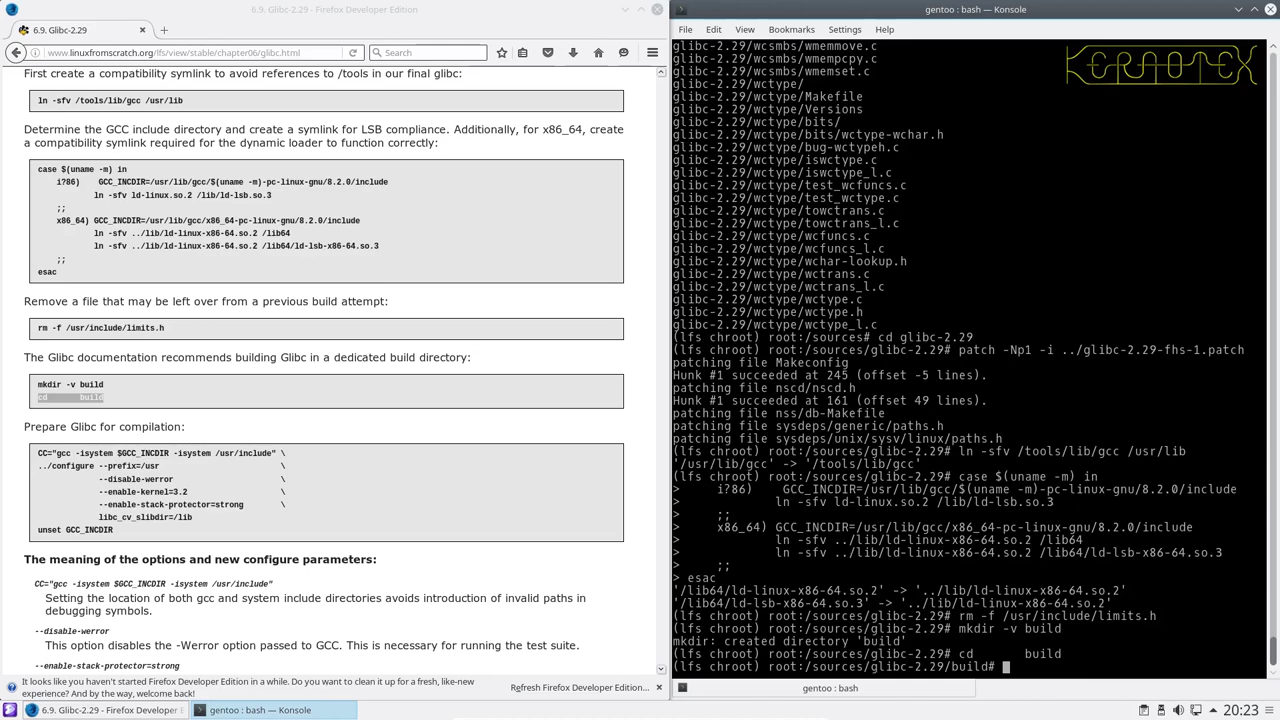 6.9. Glibc-2.29 - Firefox Developer Edition
6.9. Glibc-2.29
www.linuxfromscratch.org/lfs/view/stable/chapter06/glibc.html
Search
First create a compatibility symlink to avoid references to /tools in our final glibc:
ln -sfv /tools/lib/gcc /usr/lib
Determine the GCC include directory and create a symlink for LSB compliance. Additionally, for x86_64, create
a compatibility symlink required for the dynamic loader to function correctly:
case $(uname -m) in
i?86) GCC_INCDIR=/usr/lib/gcc/$(uname -m)-pc-linux-gnu/8.2.0/include
ln -sfv ld-linux.so.2 /lib/ld-lsb.so.3
;;
x86_64) GCC_INCDIR=/usr/lib/gcc/x86_64-pc-linux-gnu/8.2.0/include
ln -sfv ../lib/ld-linux-x86-64.so.2 /lib64
ln -sfv ../lib/ld-linux-x86-64.so.2 /lib64/ld-lsb-x86-64.so.3
;;
esac
Remove a file that may be left over from a previous build attempt:
rm -f /usr/include/limits.h
The Glibc documentation recommends building Glibc in a dedicated build directory:
mkdir -v build
cd build
Prepare Glibc for compilation:
CC="gcc -isystem $GCC_INCDIR -isystem /usr/include" \
../configure --prefix=/usr \
--disable-werror \
--enable-kernel=3.2 \
--enable-stack-protector=strong \
libc_cv_slibdir=/lib
unset GCC_INCDIR
The meaning of the options and new configure parameters:
CC="gcc -isystem $GCC_INCDIR -isystem /usr/include"
Setting the location of both gcc and system include directories avoids introduction of invalid paths in
debugging symbols.
--disable-werror
This option disables the -Werror option passed to GCC. This is necessary for running the test suite.
--enable-stack-protector=strong
It looks like you haven't started Firefox Developer Edition in a while. Do you want to clean it up for a fresh, like-new
experience? And by the way, welcome back!
Refresh Firefox Developer Edition...
6.9. Glibc-2.29 - Firefox Developer E
gentoo : bash — Konsole
gentoo : bash — Konsole
File Edit View Bookmarks Settings Help
KERNOTEX
glibc-2.29/wcsmbs/wmemmove.c
glibc-2.29/wcsmbs/wmempcpy.c
glibc-2.29/wcsmbs/wmemset.c
glibc-2.29/wctype/
glibc-2.29/wctype/Makefile
glibc-2.29/wctype/Versions
glibc-2.29/wctype/bits/
glibc-2.29/wctype/bits/wctype-wchar.h
glibc-2.29/wctype/bug-wctypeh.c
glibc-2.29/wctype/iswctype.c
glibc-2.29/wctype/iswctype_l.c
glibc-2.29/wctype/test_wcfuncs.c
glibc-2.29/wctype/test_wctype.c
glibc-2.29/wctype/towctrans.c
glibc-2.29/wctype/towctrans_l.c
glibc-2.29/wctype/wcfuncs.c
glibc-2.29/wctype/wcfuncs_l.c
glibc-2.29/wctype/wchar-lookup.h
glibc-2.29/wctype/wctrans.c
glibc-2.29/wctype/wctrans_l.c
glibc-2.29/wctype/wctype.c
glibc-2.29/wctype/wctype.h
glibc-2.29/wctype/wctype_l.c
(lfs chroot) root:/sources# cd glibc-2.29
(lfs chroot) root:/sources/glibc-2.29# patch -Np1 -i ../glibc-2.29-fhs-1.patch
patching file Makeconfig
Hunk #1 succeeded at 245 (offset -5 lines).
patching file nscd/nscd.h
Hunk #1 succeeded at 161 (offset 49 lines).
patching file nss/db-Makefile
patching file sysdeps/generic/paths.h
patching file sysdeps/unix/sysv/linux/paths.h
(lfs chroot) root:/sources/glibc-2.29# ln -sfv /tools/lib/gcc /usr/lib
'/usr/lib/gcc' -> '/tools/lib/gcc'
(lfs chroot) root:/sources/glibc-2.29# case $(uname -m) in
> i?86) GCC_INCDIR=/usr/lib/gcc/$(uname -m)-pc-linux-gnu/8.2.0/include
> ln -sfv ld-linux.so.2 /lib/ld-lsb.so.3
> ;;
> x86_64) GCC_INCDIR=/usr/lib/gcc/x86_64-pc-linux-gnu/8.2.0/include
> ln -sfv ../lib/ld-linux-x86-64.so.2 /lib64
> ln -sfv ../lib/ld-linux-x86-64.so.2 /lib64/ld-lsb-x86-64.so.3
> ;;
> esac
'/lib64/ld-linux-x86-64.so.2' -> '../lib/ld-linux-x86-64.so.2'
'/lib64/ld-lsb-x86-64.so.3' -> '../lib/ld-linux-x86-64.so.2'
(lfs chroot) root:/sources/glibc-2.29# rm -f /usr/include/limits.h
(lfs chroot) root:/sources/glibc-2.29# mkdir -v build
mkdir: created directory 'build'
(lfs chroot) root:/sources/glibc-2.29# cd build
(lfs chroot) root:/sources/glibc-2.29/build#
gentoo : bash
20:23